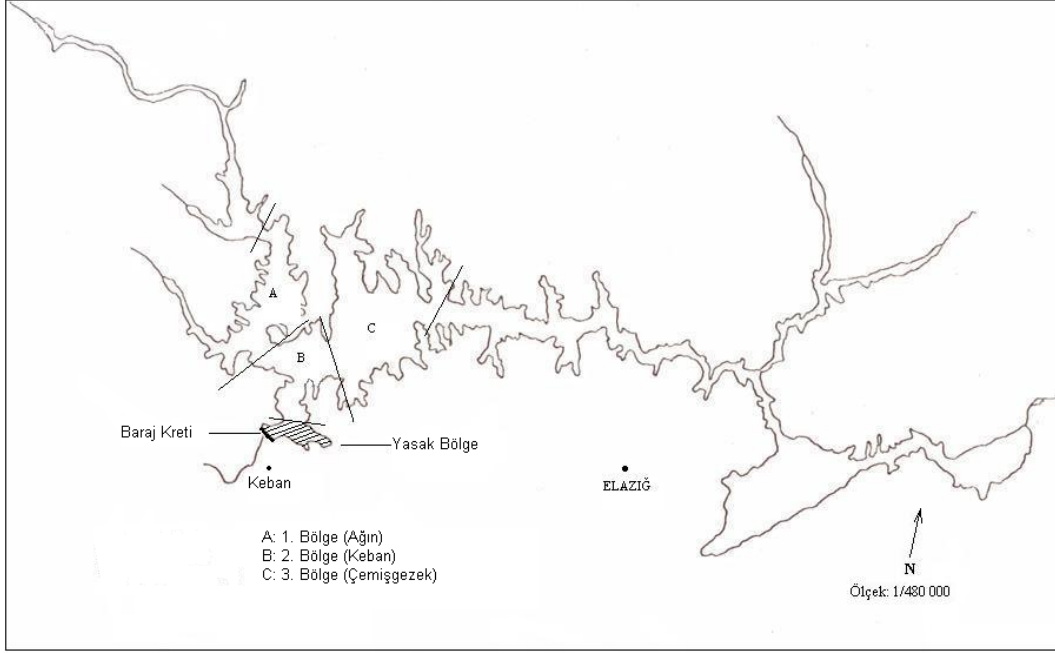 A
C
B
Baraj Kreti
Yasak Bölge
Keban
ELAZIĞ
A: 1. Bölge (Ağın)
B: 2. Bölge (Keban)
C: 3. Bölge (Çemişgezek)
N
Ölçek: 1/480 000